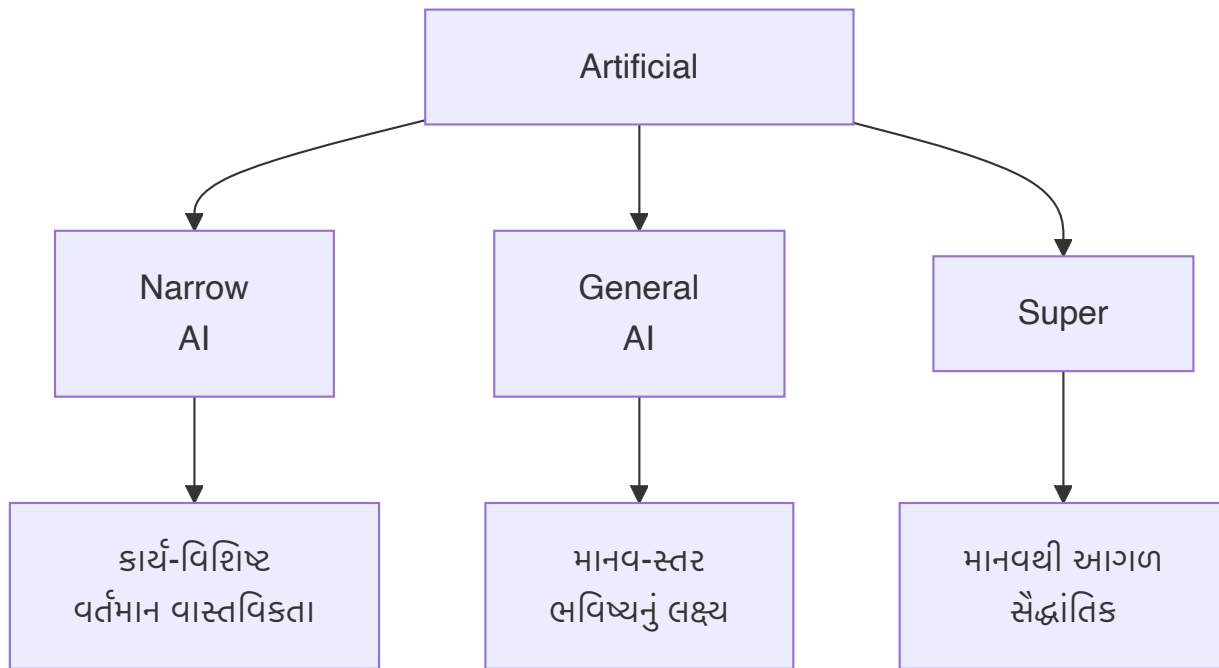 Artificial
Narrow
AI
General
AI
Super
કાર્ય-વિશિષ્ટ
વર્તમાન વાસ્તવિકતા
માનવ-સ્તર
ભવિષ્યનું લક્ષ્ય
માનવથી આગળ
સૈદ્ધાંતિક